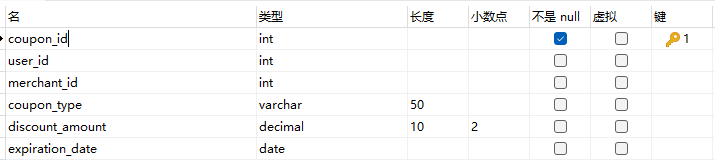 名 类型 长度 小数点 不是 null 虚拟 键
coupon_id int 1
user_id int
merchant_id int
coupon_type varchar 50
discount_amount decimal 10 2
expiration_date date